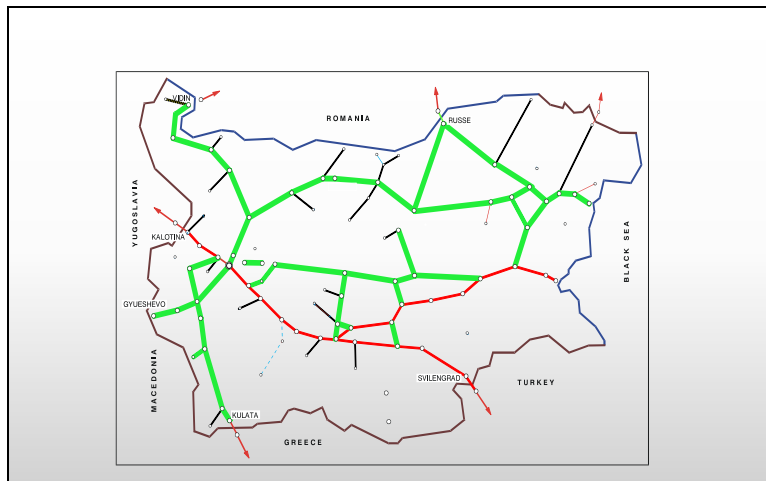 VIDIN
ROMANIA
RUSSE
YUGOSLAVIA
KALOTINA
BLACK SEA
GYUESHEVO
MACEDONIA
SVILENGRAD
TURKEY
KULATA
GREECE